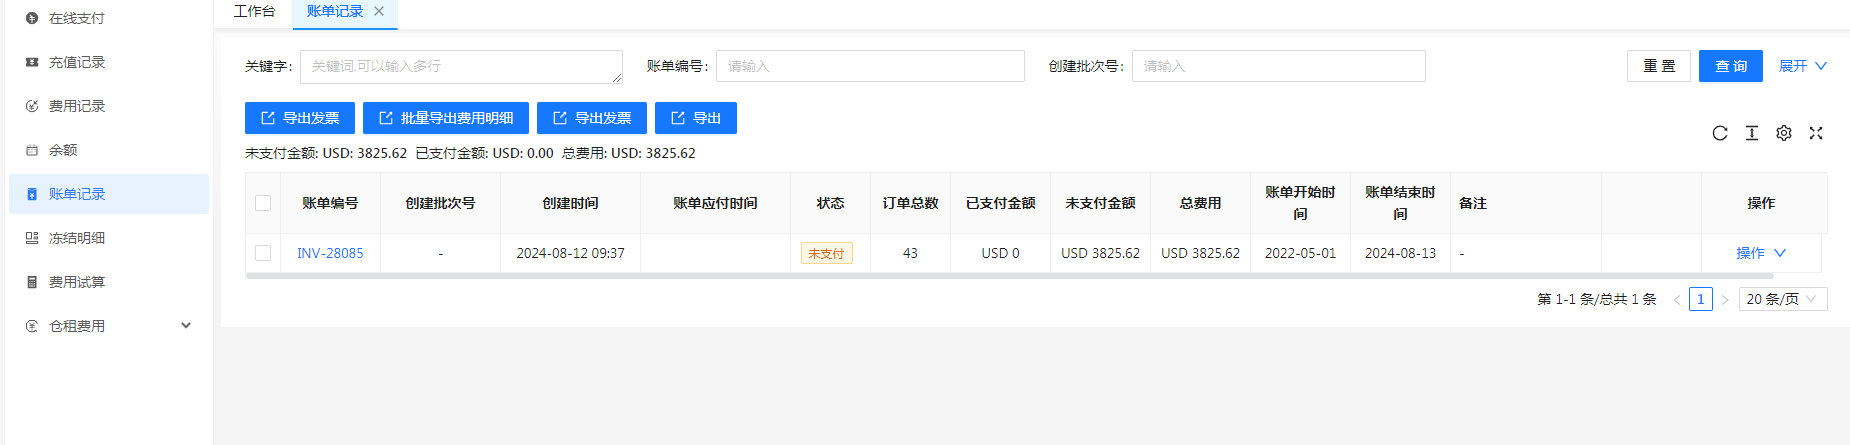 在线支付
充值记录
费用记录
余额
账单记录
冻结明细
费用试算
仓租费用
工作台 账单记录
关键字: 关键词,可以输入多行 账单编号: 请输入 创建批次号: 请输入 重 置 查 询 展开
导出发票 批量导出费用明细 导出发票 导出
未支付金额: USD: 3825.62 已支付金额: USD: 0.00 总费用: USD: 3825.62
账单编号 创建批次号 创建时间 账单应付时间 状态 订单总数 已支付金额 未支付金额 总费用 账单开始时间 账单结束时间 备注 操作
INV-28085 - 2024-08-12 09:37 未支付 43 USD 0 USD 3825.62 USD 3825.62 2022-05-01 2024-08-13 - 操作
第 1-1 条/总共 1 条 1 20 条/页